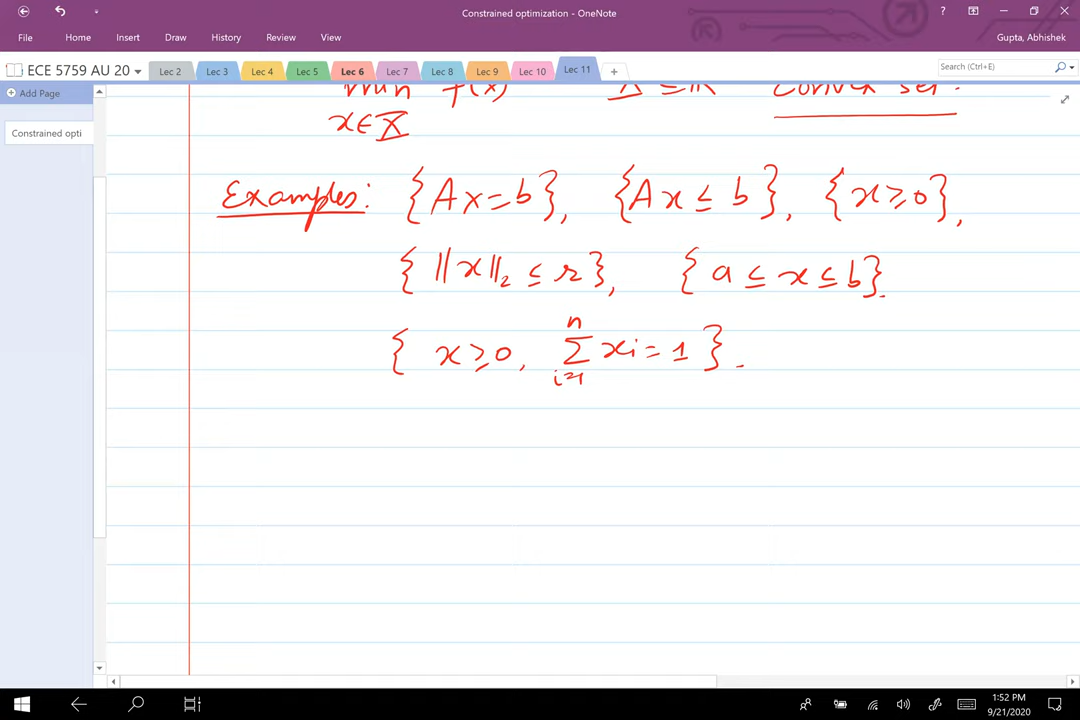 Constrained optimization - OneNote
?
Gupta, Abhishek
File Home Insert Draw History Review View
ECE 5759 AU 20
Lec 2 Lec 3 Lec 4 Lec 5 Lec 6 Lec 7 Lec 8 Lec 9 Lec 10 Lec 11 +
Search (Ctrl+E)
Add Page
Constrained opti
min f(x) X ⊆ ℝ Convex set.
x∈X
Examples: {Ax=b}, {Ax ≤ b}, {x≥0},
{‖x‖₂ ≤ r}, {a ≤ x ≤ b}.
{x≥0, ∑ᵢ₌₁ⁿ xi = 1}.
1:52 PM
9/21/2020